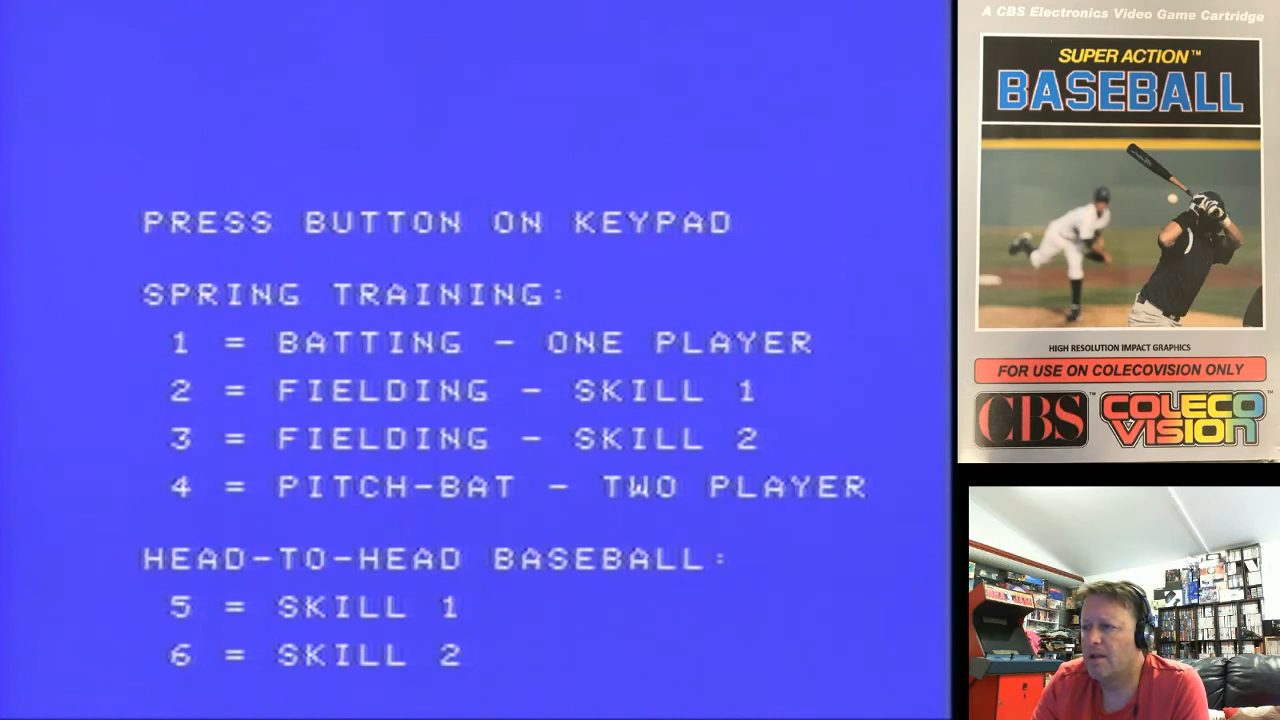 PRESS BUTTON ON KEYPAD
SPRING TRAINING:
1 = BATTING - ONE PLAYER
2 = FIELDING - SKILL 1
3 = FIELDING - SKILL 2
4 = PITCH-BAT - TWO PLAYER
HEAD-TO-HEAD BASEBALL:
5 = SKILL 1
6 = SKILL 2
A CBS Electronics Video Game Cartridge
SUPER ACTION™
BASEBALL
HIGH RESOLUTION IMPACT GRAPHICS
FOR USE ON COLECOVISION ONLY
CBS™ COLECO VISION™